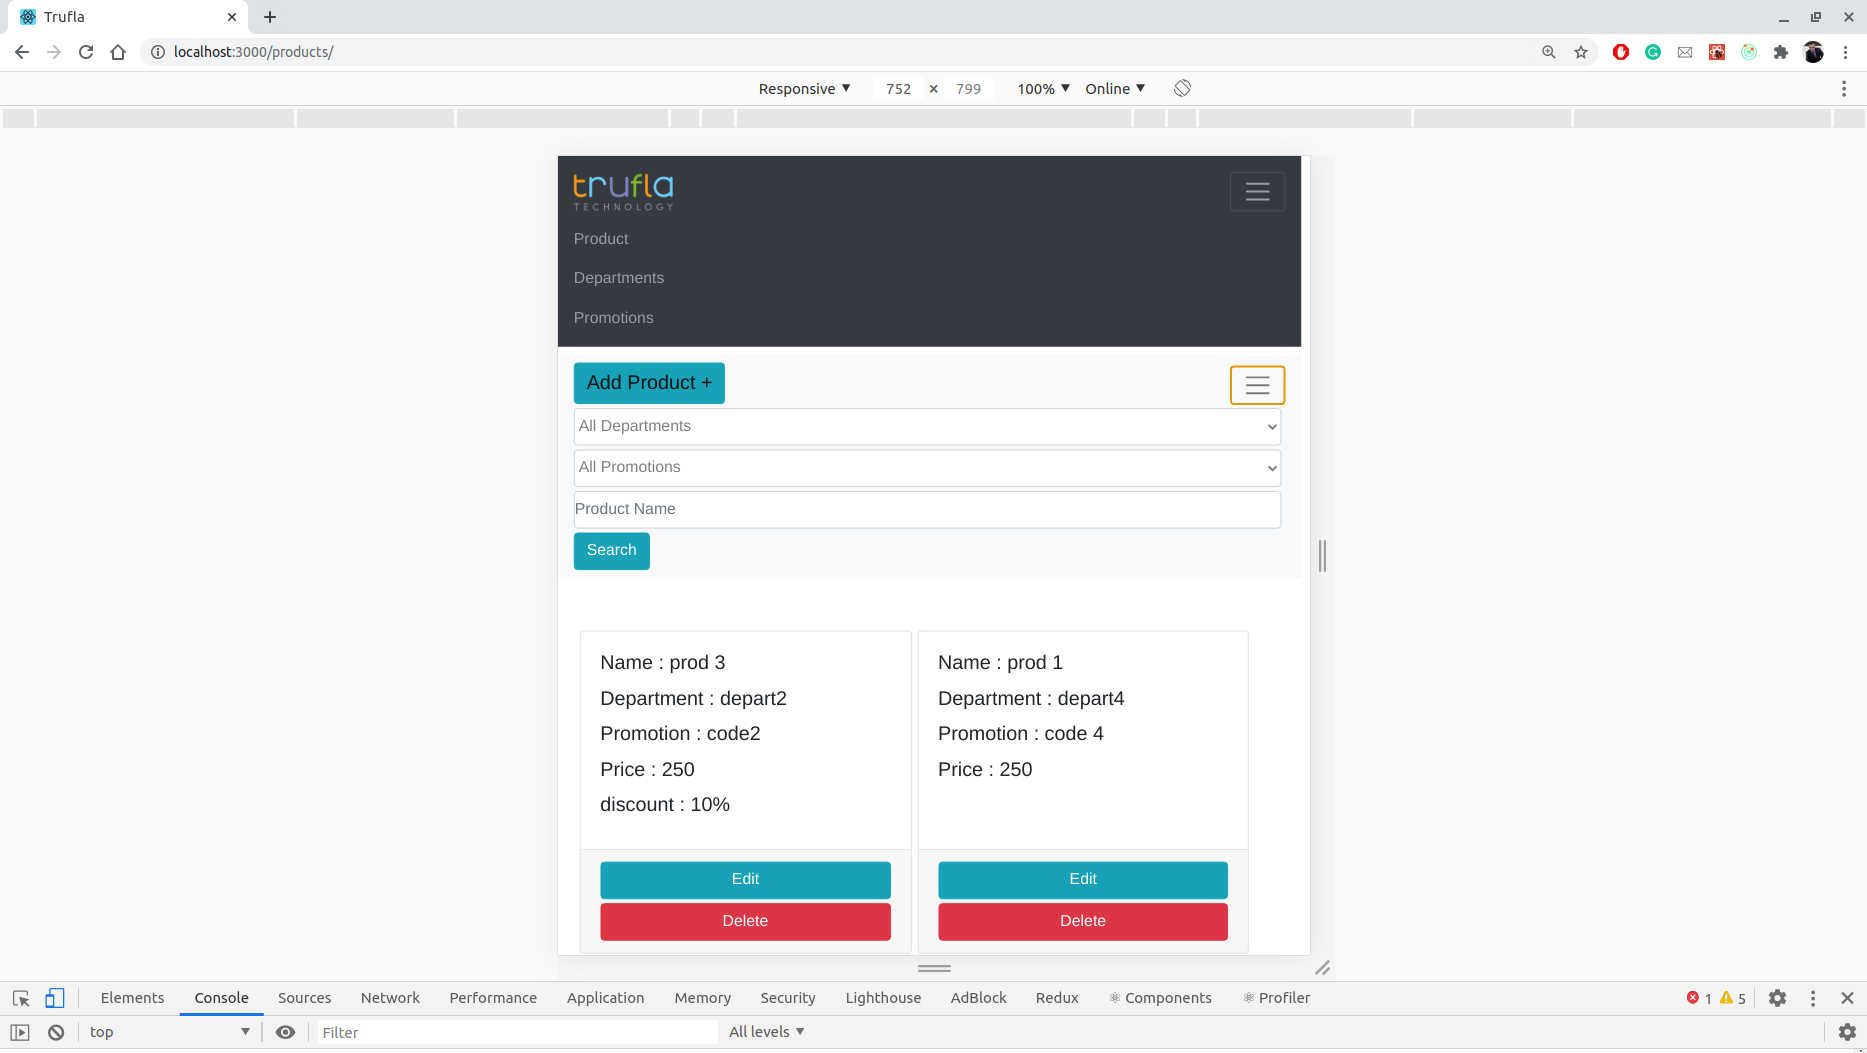 Trufla
localhost:3000/products/
Responsive ▼ 752 × 799 100% ▼ Online ▼
trufla
TECHNOLOGY
Product
Departments
Promotions
Add Product +
All Departments
All Promotions
Product Name
Search
Name : prod 3
Department : depart2
Promotion : code2
Price : 250
discount : 10%
Edit
Delete
Name : prod 1
Department : depart4
Promotion : code 4
Price : 250
Edit
Delete
Elements Console Sources Network Performance Application Memory Security Lighthouse AdBlock Redux ⚛ Components ⚛ Profiler 1 5
top ▼ Filter All levels ▼